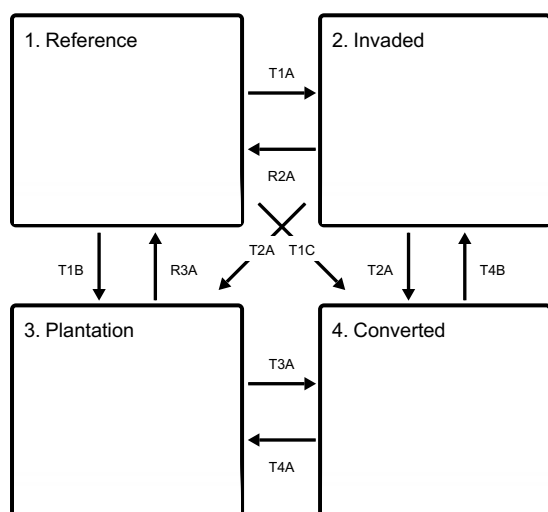 1. Reference
2. Invaded
T1A
R2A
T1B
R3A
T2A
T1C
T2A
T4B
3. Plantation
4. Converted
T3A
T4A